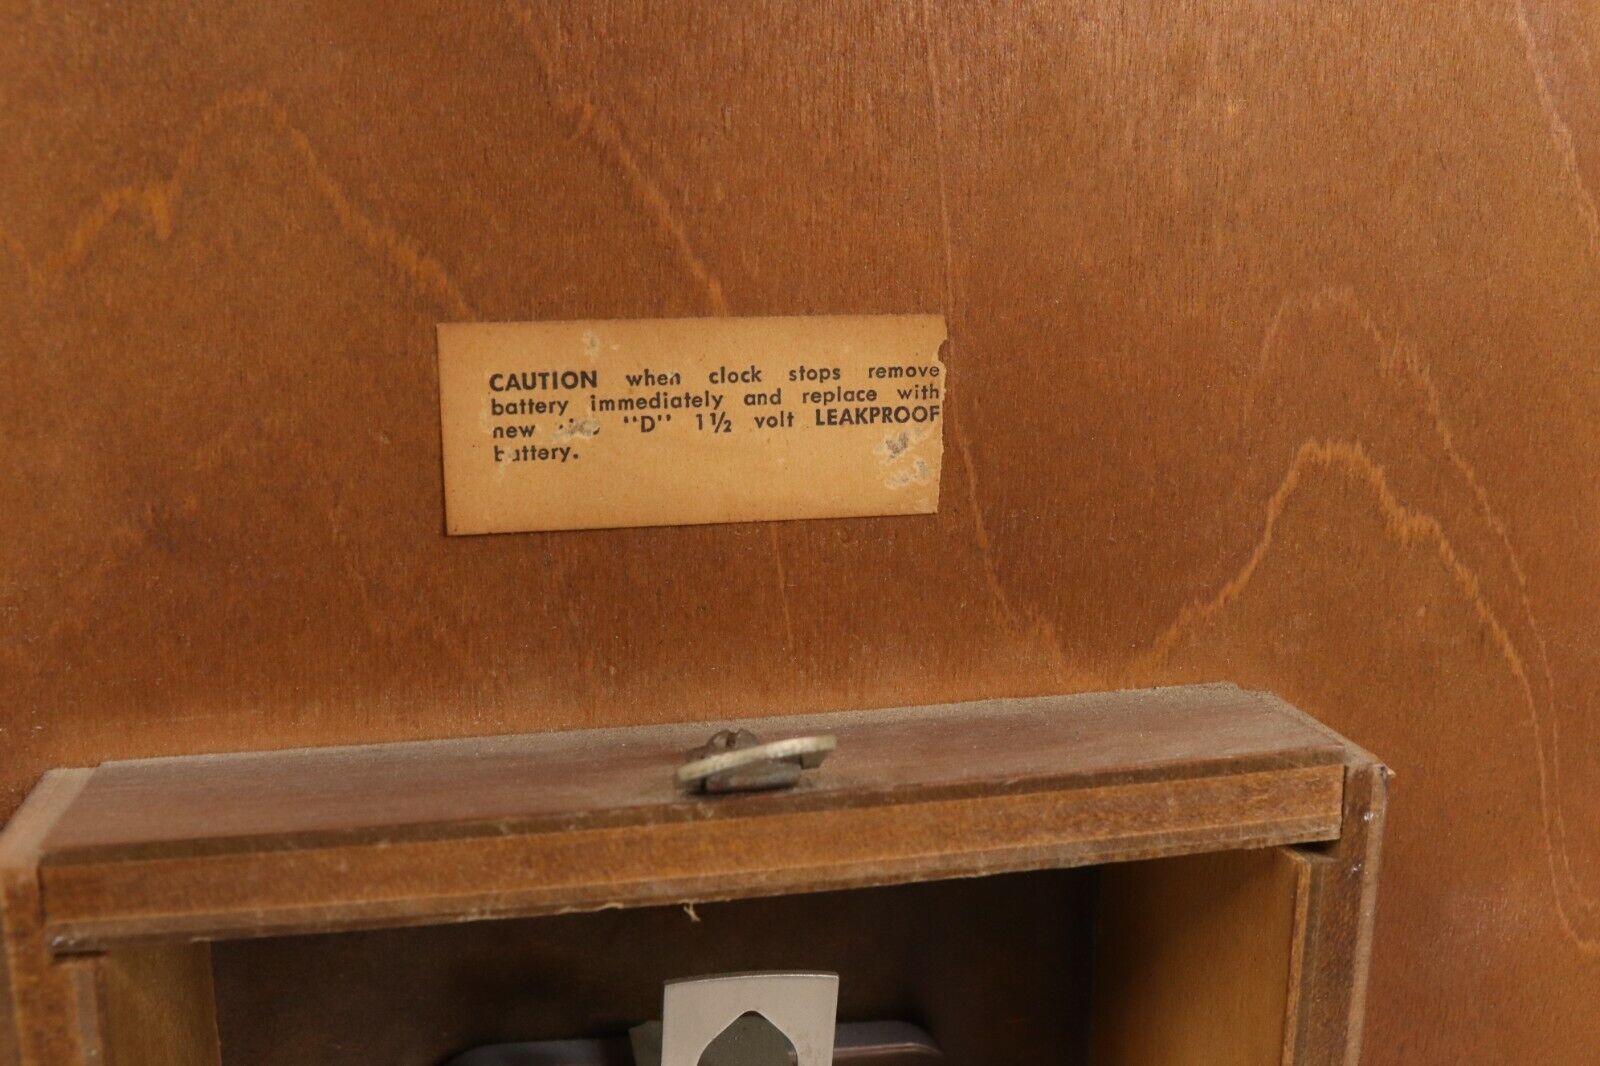 CAUTION when clock stops remove
battery immediately and replace with
new "D" 1½ volt LEAKPROOF
battery.